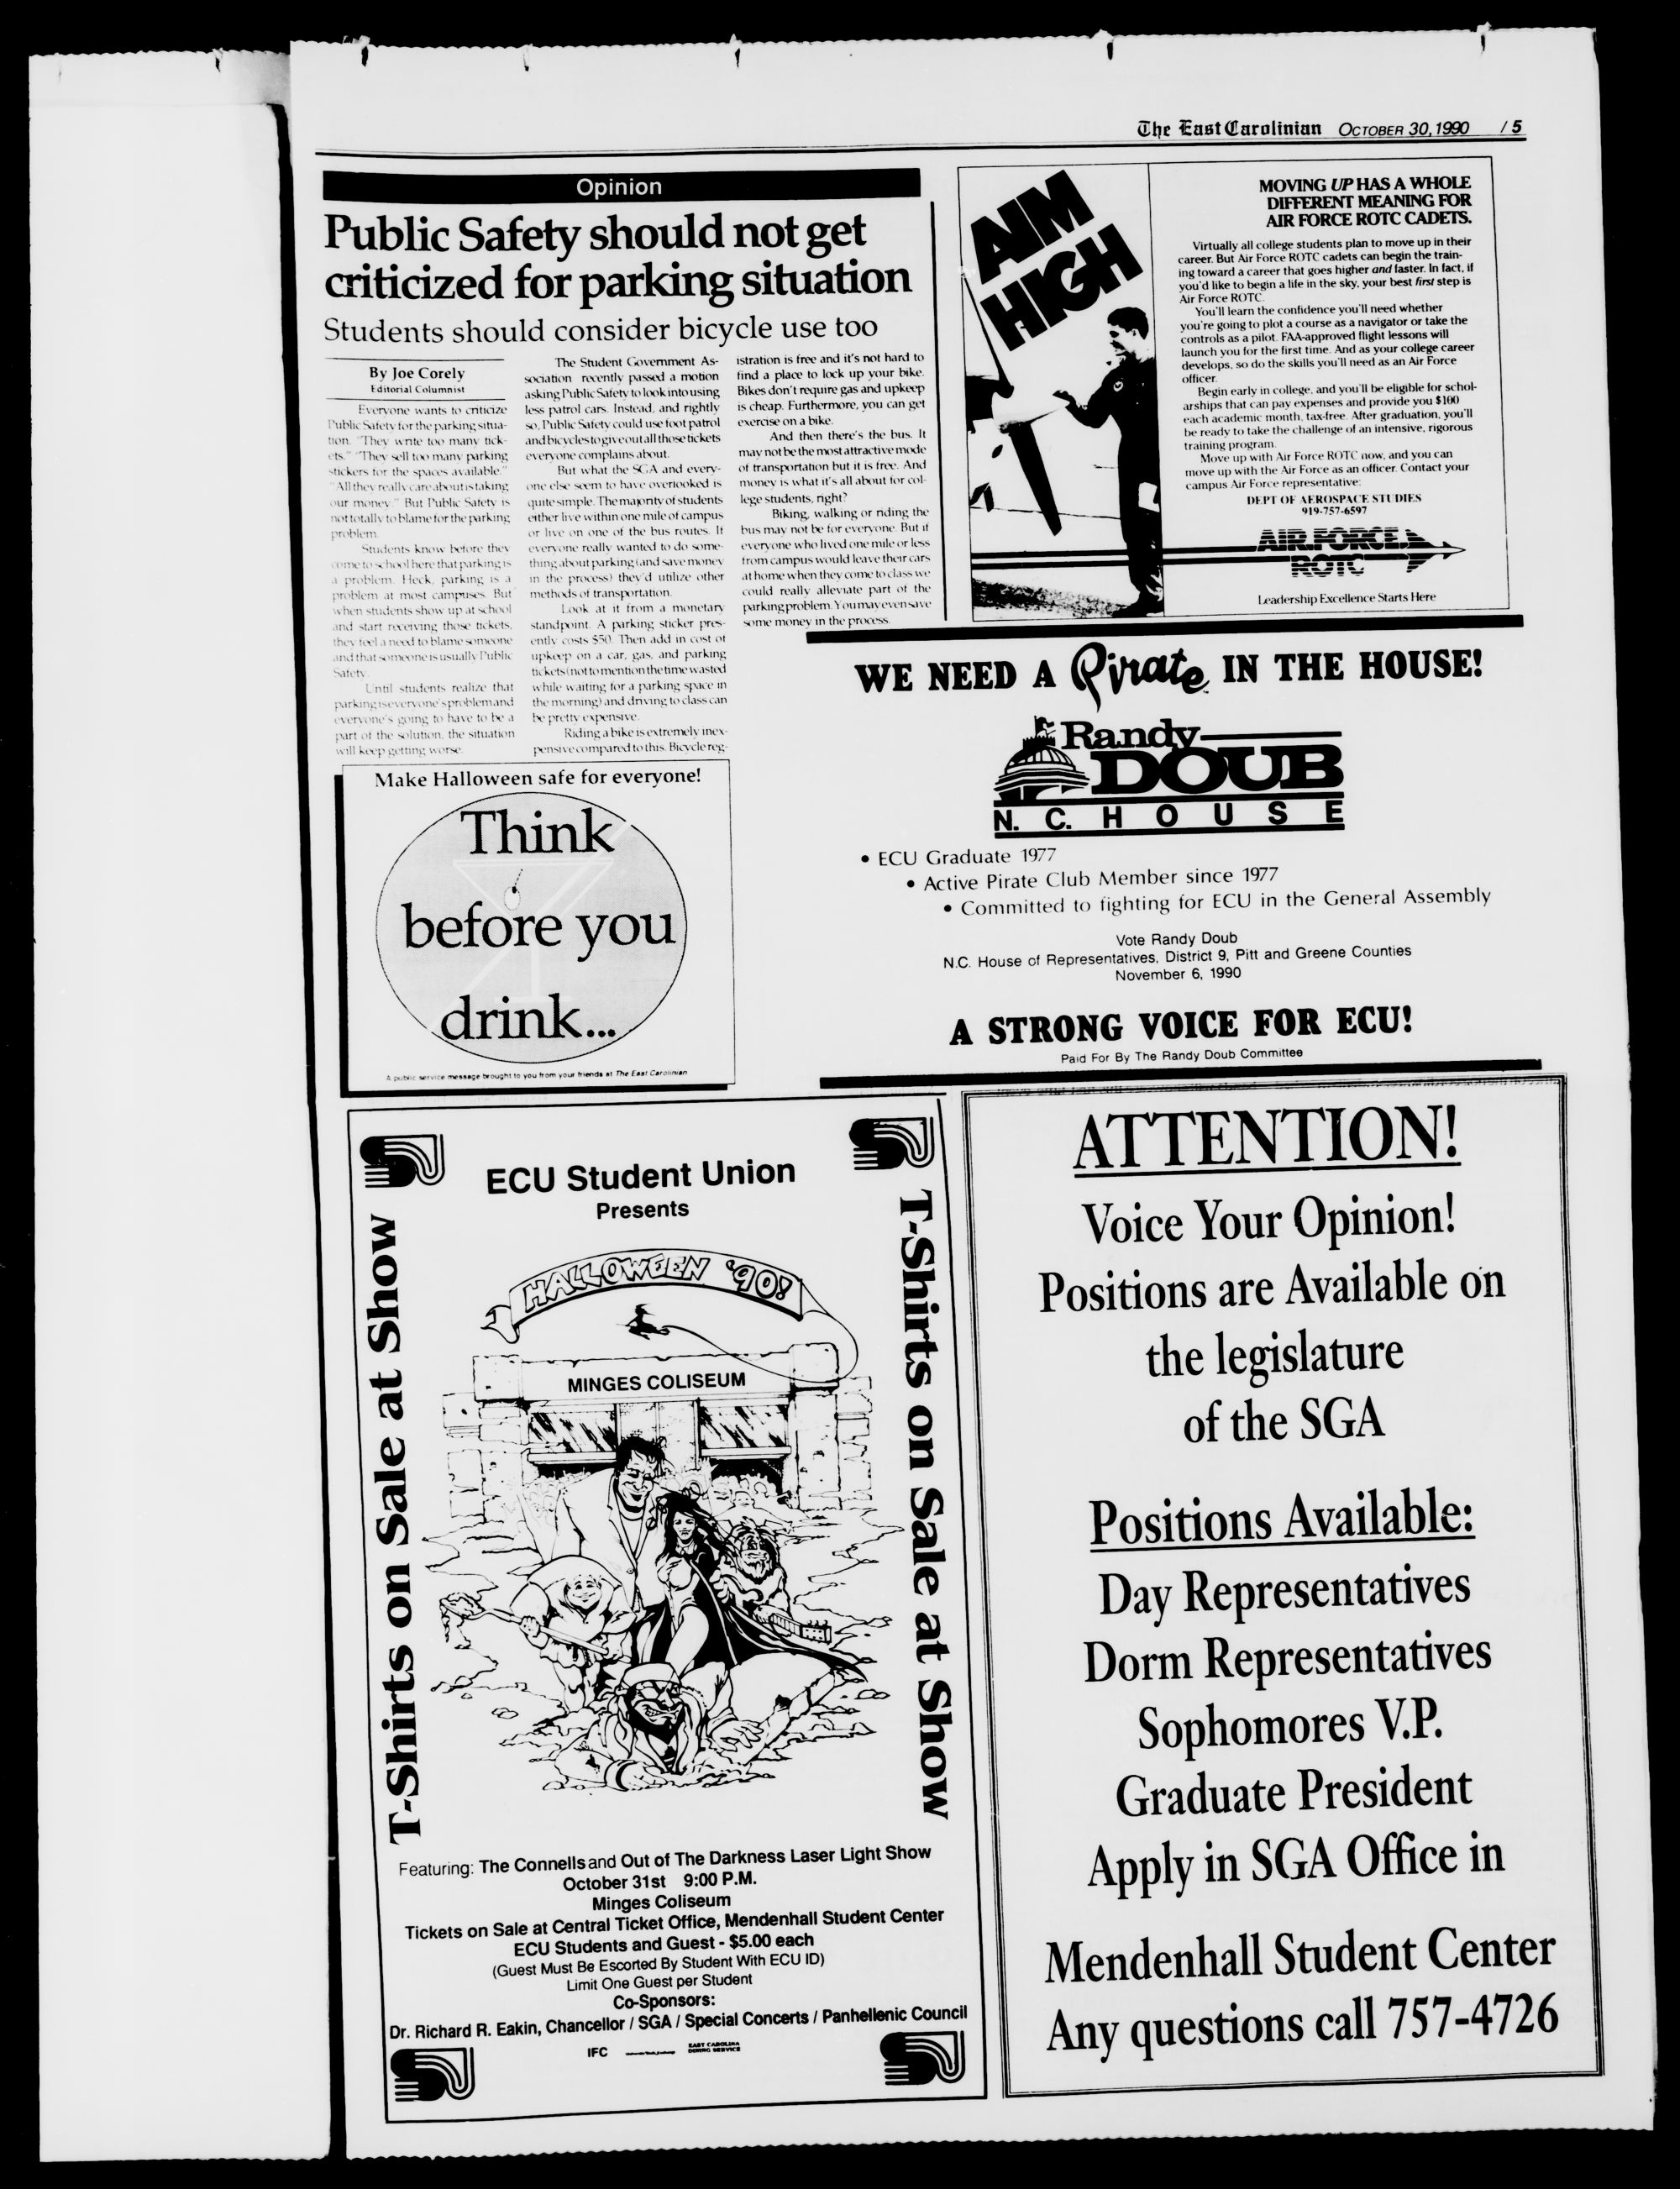 The East Carolinian OCTOBER 30, 1990 / 5
Opinion
Public Safety should not get
criticized for parking situation
Students should consider bicycle use too
By Joe Corely
Editorial Columnist
Everyone wants to criticize
Public Safety for the parking situa-
tion. "They write too many tick-
ets." "They sell too many parking
stickers for the spaces available."
"All they really care about is taking
our money." But Public Safety is
not totally to blame for the parking
problem.
Students know before they
come to school here that parking is
a problem. Heck, parking is a
problem at most campuses. But
when students show up at school
and start receiving those tickets,
they feel a need to blame someone
and that someone is usually Public
Safety.
Until students realize that
parking is everyone's problem and
everyone's going to have to be a
part of the solution, the situation
will keep getting worse.
The Student Government As-
sociation recently passed a motion
asking Public Safety to look into using
less patrol cars. Instead, and rightly
so, Public Safety could use foot patrol
and bicycles to give out all those tickets
everyone complains about.
But what the SGA and every-
one else seem to have overlooked is
quite simple. The majority of students
either live within one mile of campus
or live on one of the bus routes. If
everyone really wanted to do some-
thing about parking (and save money
in the process) they'd utilize other
methods of transportation.
Look at it from a monetary
standpoint. A parking sticker pres-
ently costs $50. Then add in cost of
upkeep on a car, gas, and parking
tickets (not to mention the time wasted
while waiting for a parking space in
the morning) and driving to class can
be pretty expensive.
Riding a bike is extremely inex-
pensive compared to this. Bicycle reg-
istration is free and it's not hard to
find a place to lock up your bike.
Bikes don't require gas and upkeep
is cheap. Furthermore, you can get
exercise on a bike.
And then there's the bus. It
may not be the most attractive mode
of transportation but it is free. And
money is what it's all about for col-
lege students, right?
Biking, walking or riding the
bus may not be for everyone. But if
everyone who lived one mile or less
from campus would leave their cars
at home when they come to class we
could really alleviate part of the
parking problem. You may even save
some money in the process.
AIM
HIGH
MOVING UP HAS A WHOLE
DIFFERENT MEANING FOR
AIR FORCE ROTC CADETS.
Virtually all college students plan to move up in their
career. But Air Force ROTC cadets can begin the train-
ing toward a career that goes higher and faster. In fact, if
you'd like to begin a life in the sky, your best first step is
Air Force ROTC.
You'll learn the confidence you'll need whether
you're going to plot a course as a navigator or take the
controls as a pilot. FAA-approved flight lessons will
launch you for the first time. And as your college career
develops, so do the skills you'll need as an Air Force
officer.
Begin early in college, and you'll be eligible for schol-
arships that can pay expenses and provide you $100
each academic month, tax-free. After graduation, you'll
be ready to take the challenge of an intensive, rigorous
training program.
Move up with Air Force ROTC now, and you can
move up with the Air Force as an officer. Contact your
campus Air Force representative:
DEPT OF AEROSPACE STUDIES
919-757-6597
AIR FORCE
ROTC
Leadership Excellence Starts Here
WE NEED A Pirate IN THE HOUSE!
Randy
DOUB
N. C. HOUSE
• ECU Graduate 1977
• Active Pirate Club Member since 1977
• Committed to fighting for ECU in the General Assembly
Vote Randy Doub
N.C. House of Representatives, District 9, Pitt and Greene Counties
November 6, 1990
A STRONG VOICE FOR ECU!
Paid For By The Randy Doub Committee
Make Halloween safe for everyone!
Think
before you
drink...
A public service message brought to you from your friends at The East Carolinian
ECU Student Union
Presents
T-Shirts on Sale at Show
T-Shirts on Sale at Show
HALLOWEEN '90!
MINGES COLISEUM
Featuring: The Connells and Out of The Darkness Laser Light Show
October 31st 9:00 P.M.
Minges Coliseum
Tickets on Sale at Central Ticket Office, Mendenhall Student Center
ECU Students and Guest - $5.00 each
(Guest Must Be Escorted By Student With ECU ID)
Limit One Guest per Student
Co-Sponsors:
Dr. Richard R. Eakin, Chancellor / SGA / Special Concerts / Panhellenic Council
IFC
EAST CAROLINA
DINING SERVICE
ATTENTION!
Voice Your Opinion!
Positions are Available on
the legislature
of the SGA
Positions Available:
Day Representatives
Dorm Representatives
Sophomores V.P.
Graduate President
Apply in SGA Office in
Mendenhall Student Center
Any questions call 757-4726